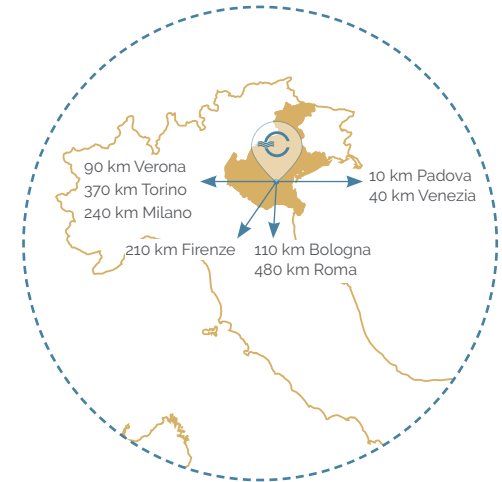 90 km Verona
370 km Torino
240 km Milano
10 km Padova
40 km Venezia
210 km Firenze
110 km Bologna
480 km Roma